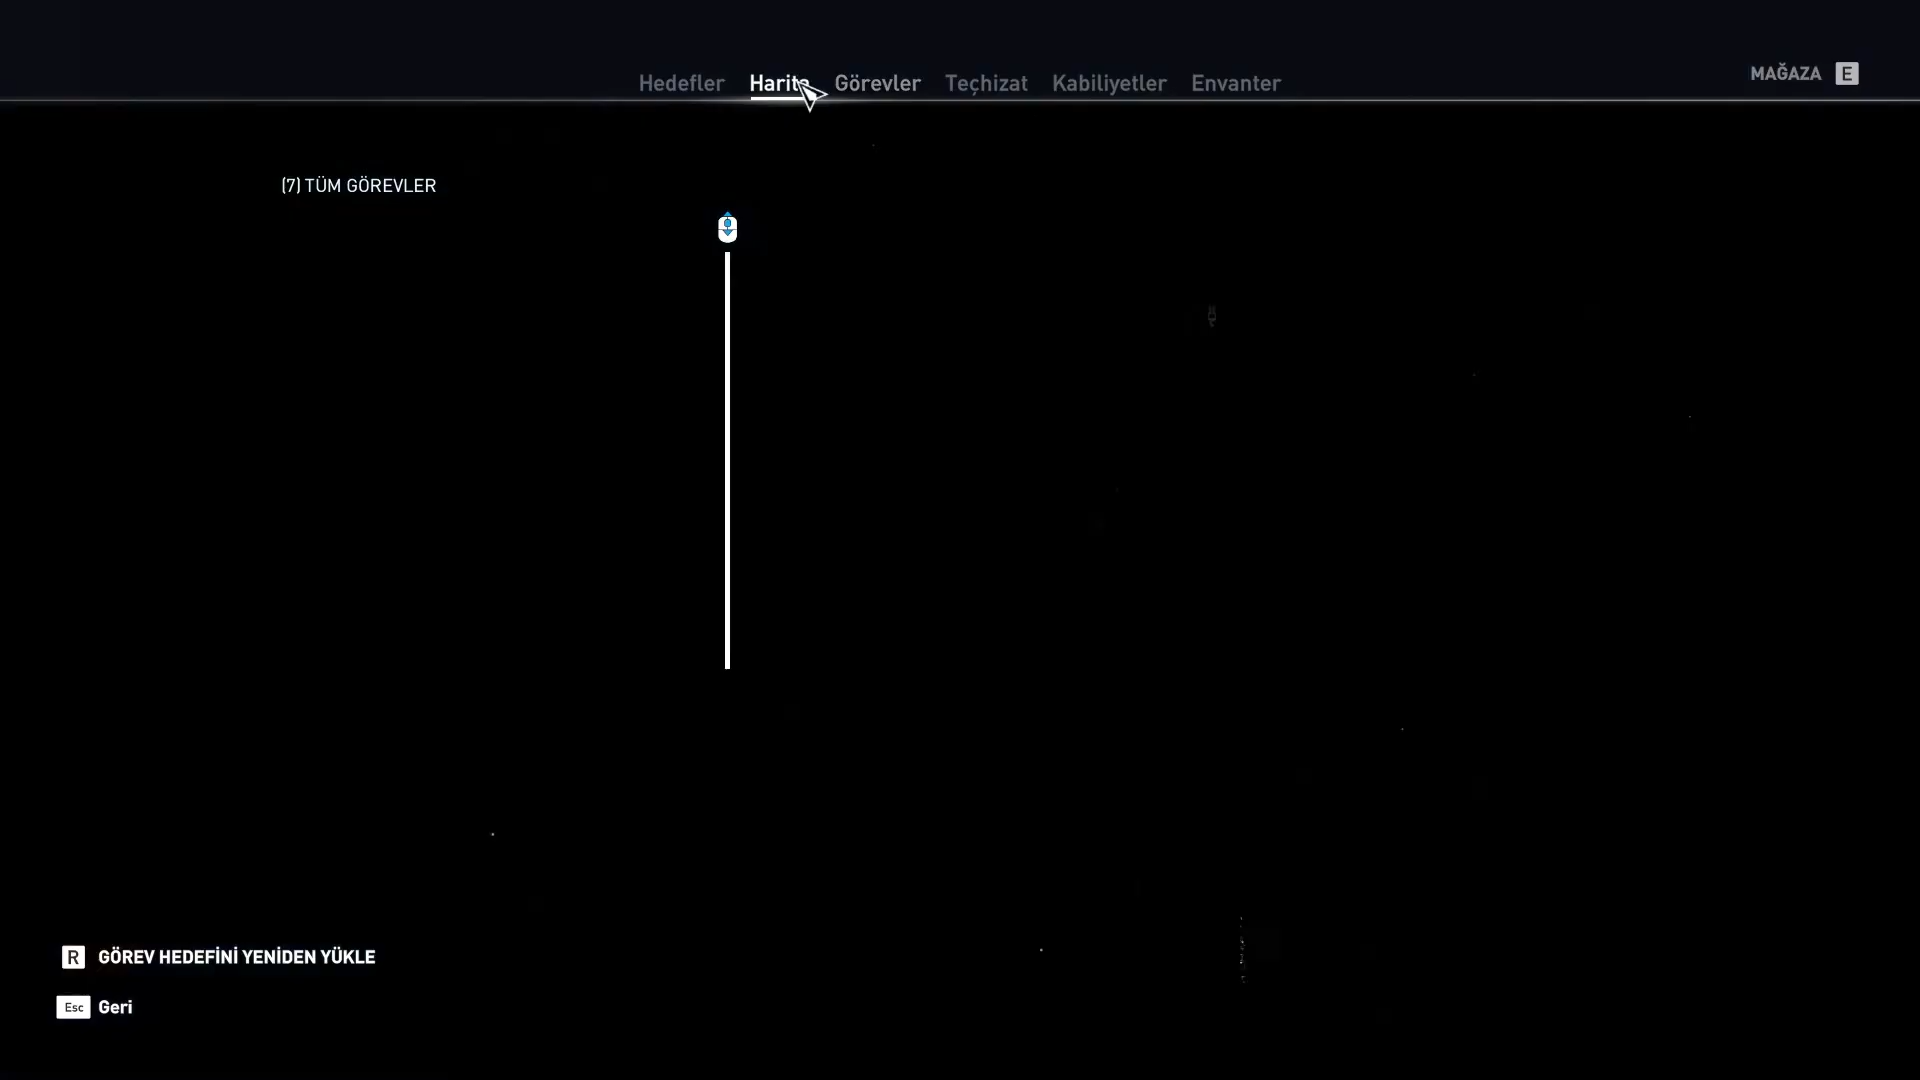 Hedefler Harita Görevler Teçhizat Kabiliyetler Envanter
MAĞAZA E
(7) TÜM GÖREVLER
R GÖREV HEDEFİNİ YENİDEN YÜKLE
Esc Geri